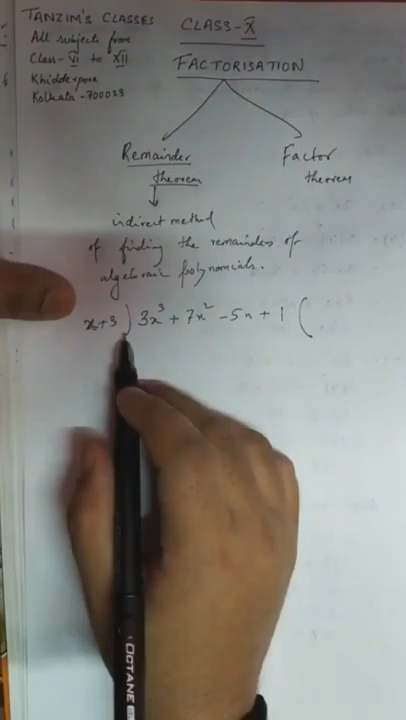 TANZIM'S CLASSES
All subjects from
Class-VI to XII
Khidderpore
Kolkata-700023
CLASS-X
FACTORISATION
Remainder
theorem
Factor
theorem
indirect method
of finding the remainders of
algebraic polynomials.
x+3 ) 3x³ + 7x² - 5x + 1 (
OCTANE